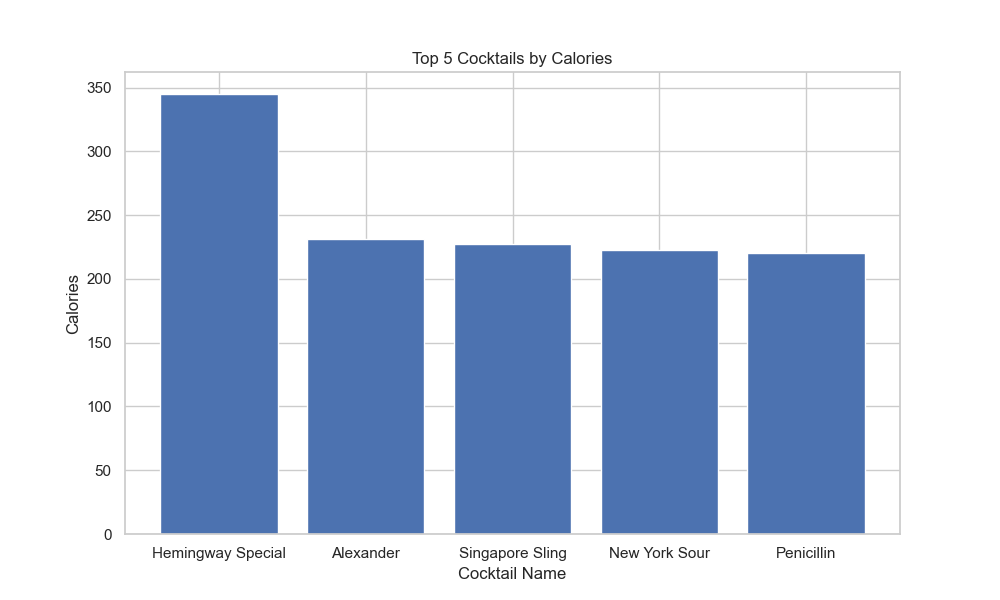 Top 5 Cocktails by Calories
350
300
250
200
150
100
50
0
Calories
Hemingway Special Alexander Singapore Sling New York Sour Penicillin
Cocktail Name